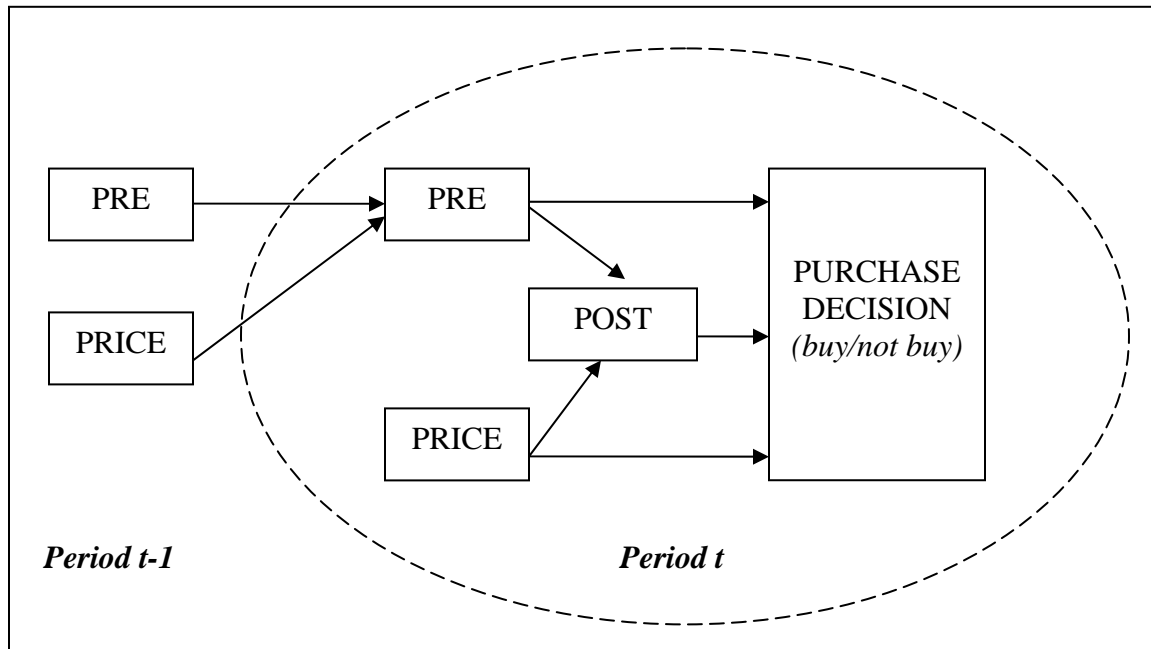 PRE
PRE
PRICE
POST
PRICE
PURCHASE
DECISION
(buy/not buy)
Period t-1
Period t